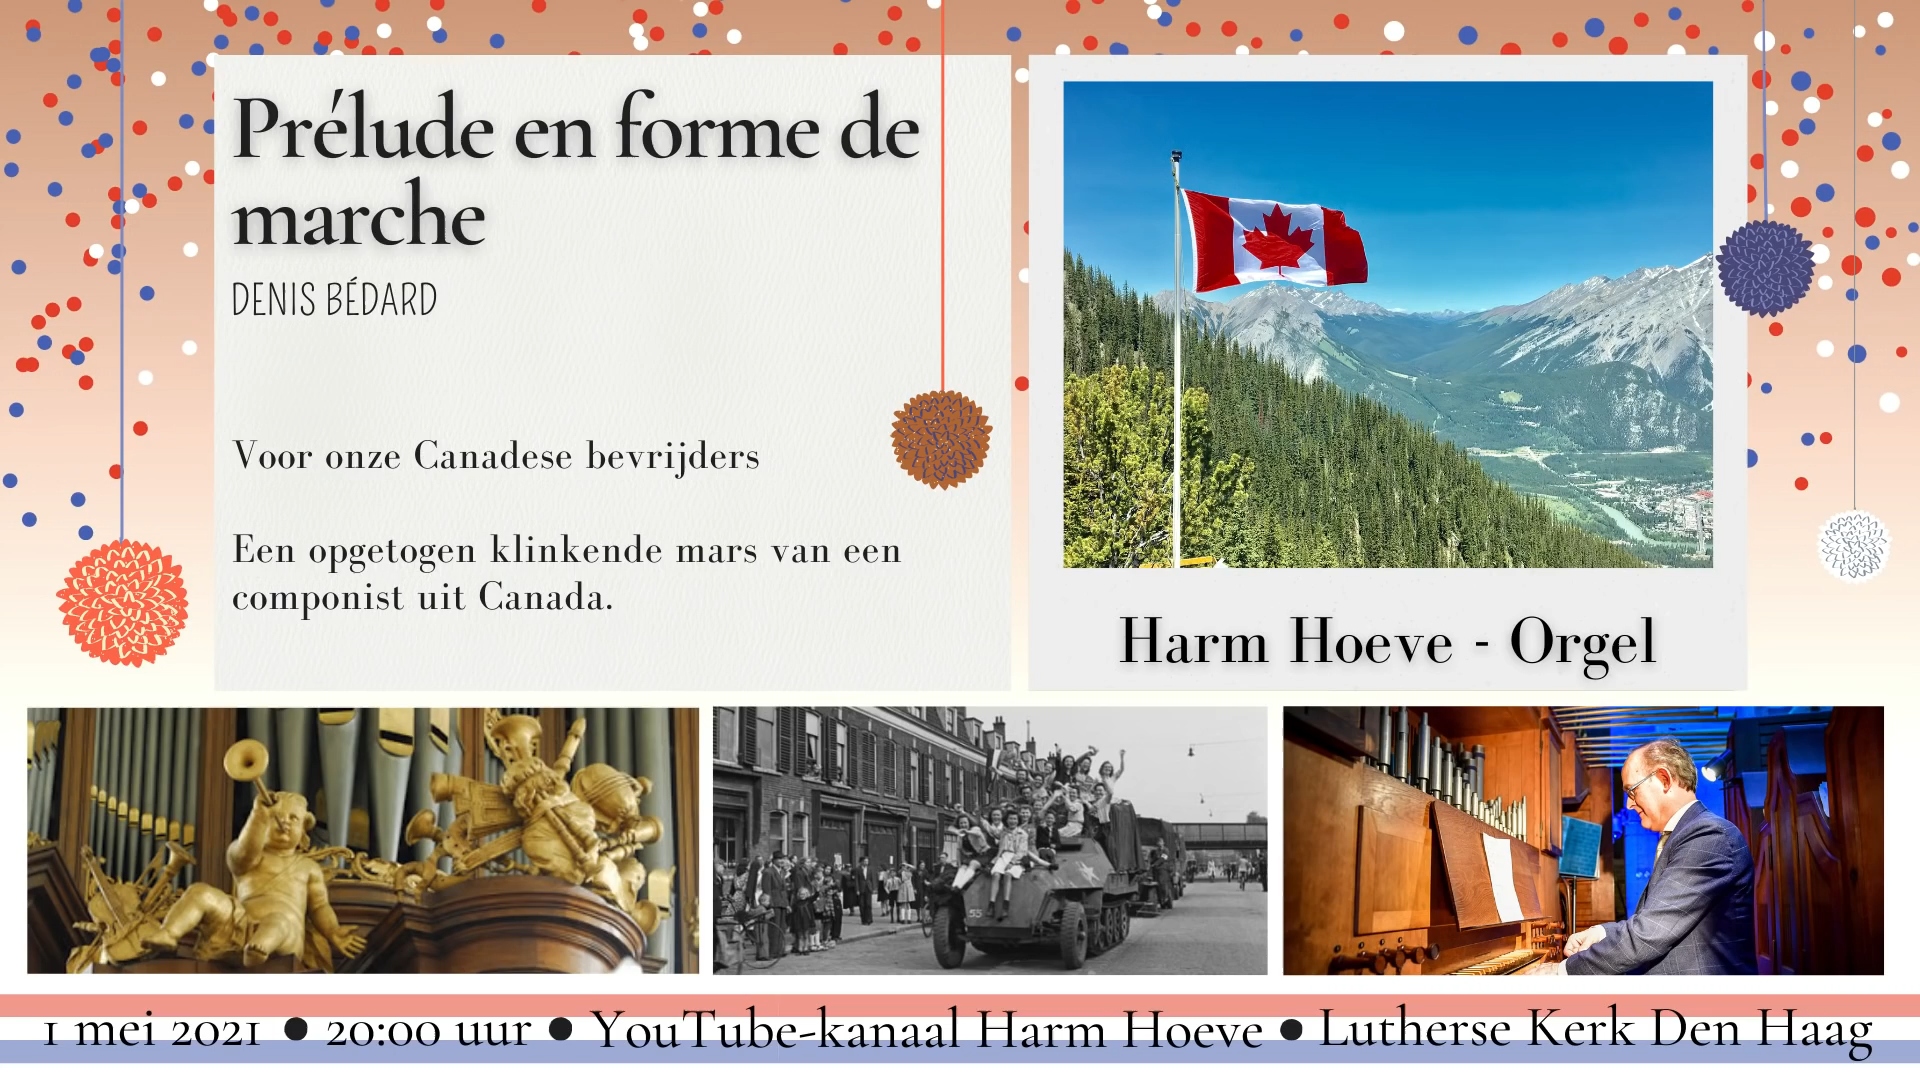 Prélude en forme de
marche
DENIS BÉDARD
Voor onze Canadese bevrijders
Een opgetogen klinkende mars van een
componist uit Canada.
Harm Hoeve - Orgel
55
1 mei 2021 ● 20:00 uur ● YouTube-kanaal Harm Hoeve ● Lutherse Kerk Den Haag